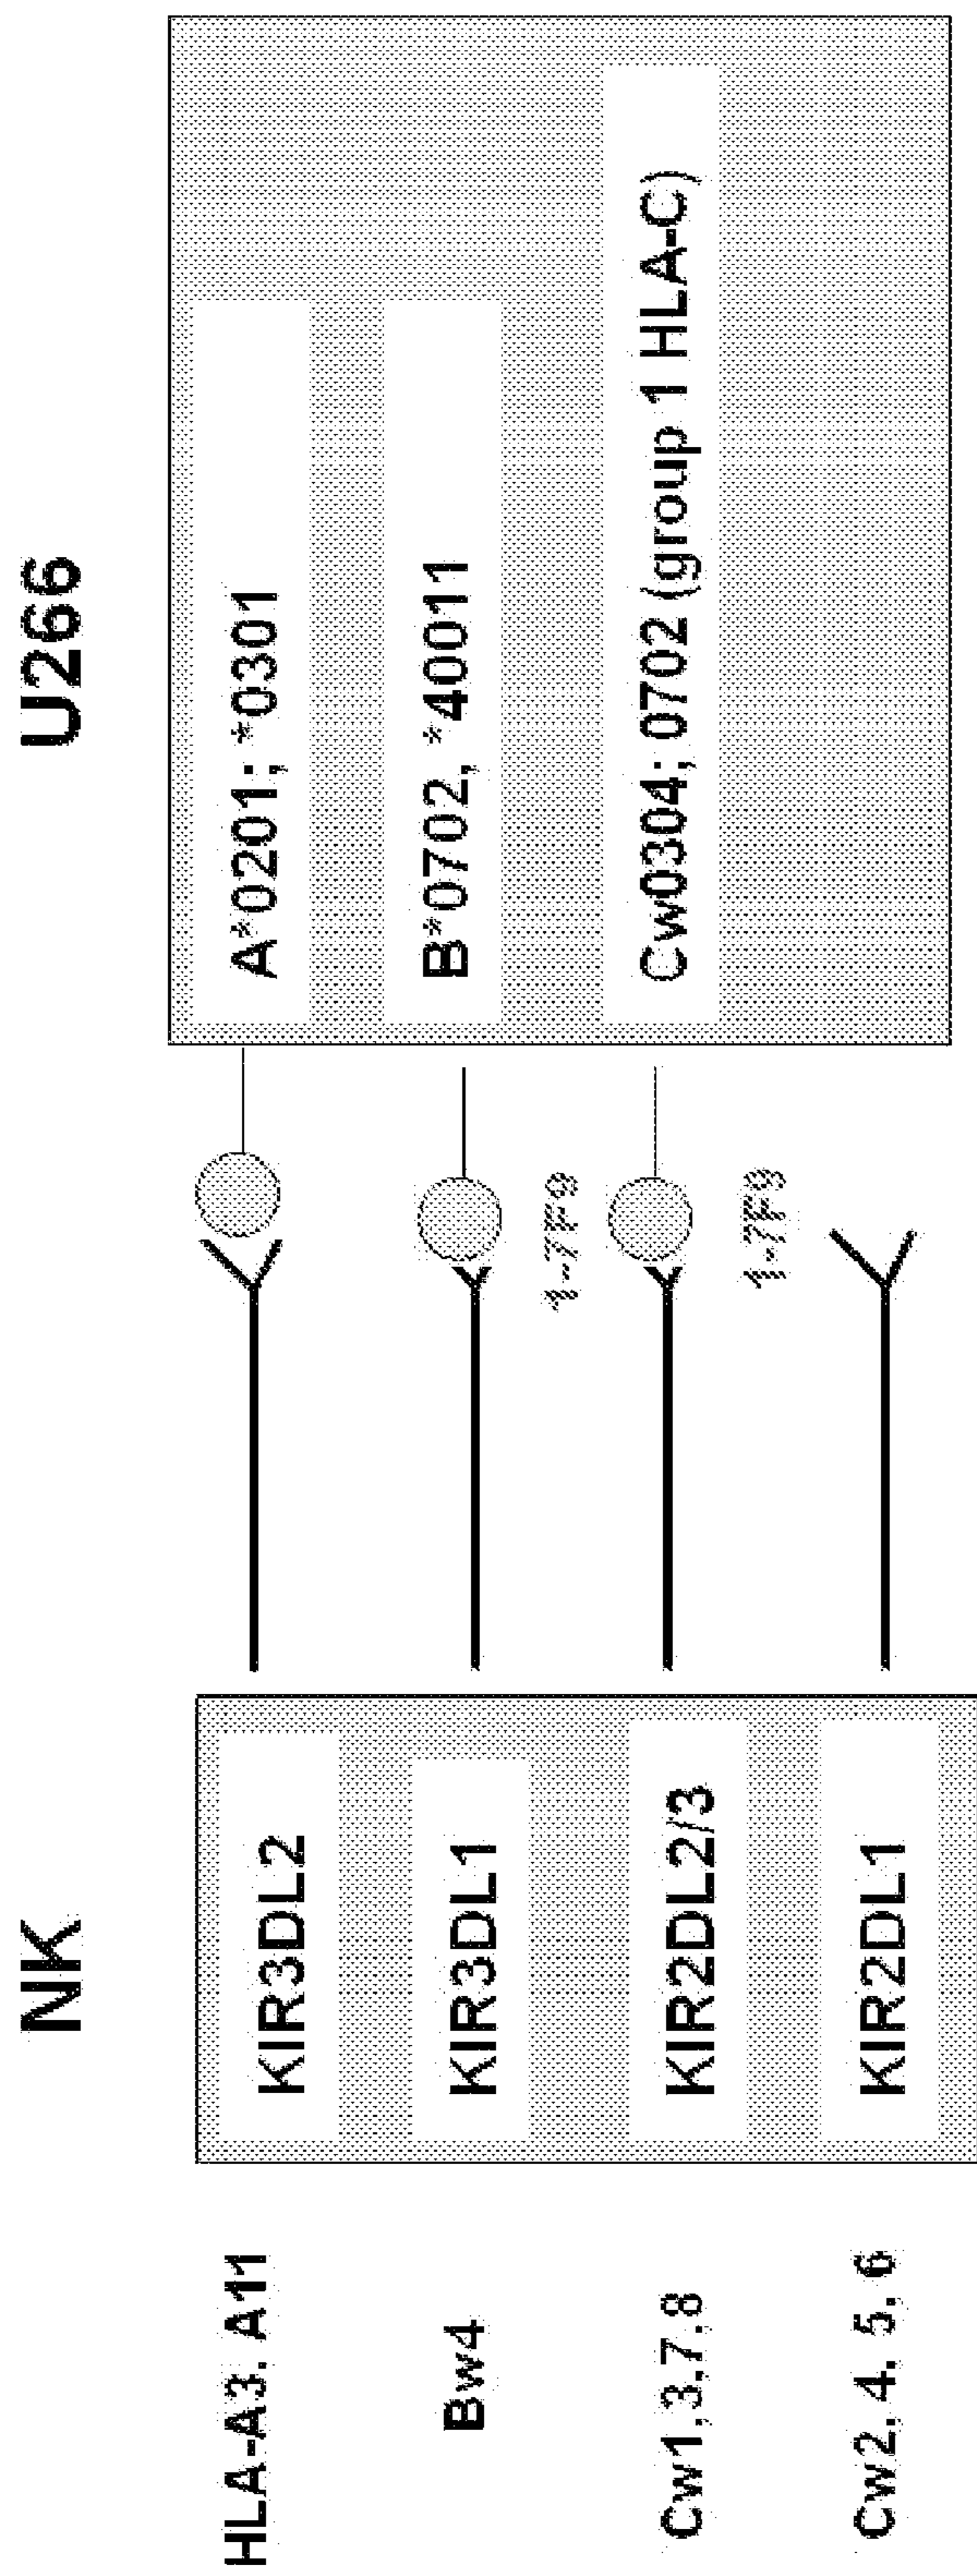 NK
U266
HLA-A3, A11
KIR3DL2
A*0201; *0301
Bw4
KIR3DL1
B*0702, *40011
1-7F9
Cw1,3,7,8
KIR2DL2/3
Cw0304; 0702 (group 1 HLA-C)
1-7F9
Cw2, 4, 5, 6
KIR2DL1